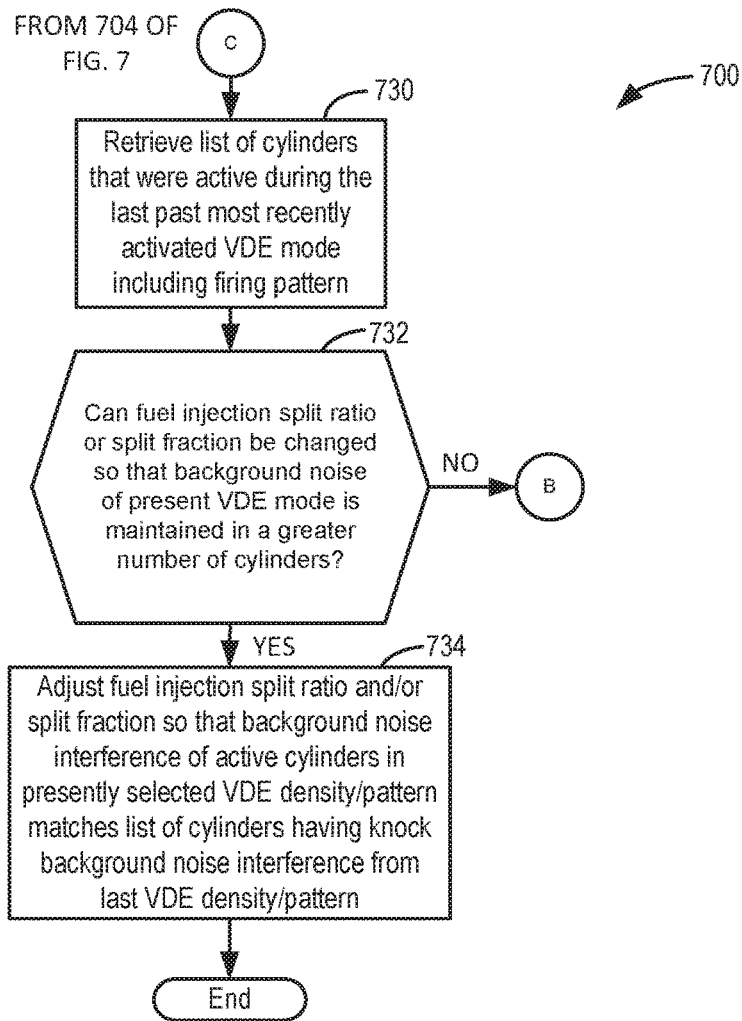 FROM 704 OF
FIG. 7
C
700
730
Retrieve list of cylinders
that were active during the
last past most recently
activated VDE mode
including firing pattern
732
Can fuel injection split ratio
or split fraction be changed
so that background noise
of present VDE mode is
maintained in a greater
number of cylinders?
NO
B
YES
734
Adjust fuel injection split ratio and/or
split fraction so that background noise
interference of active cylinders in
presently selected VDE density/pattern
matches list of cylinders having knock
background noise interference from
last VDE density/pattern
End